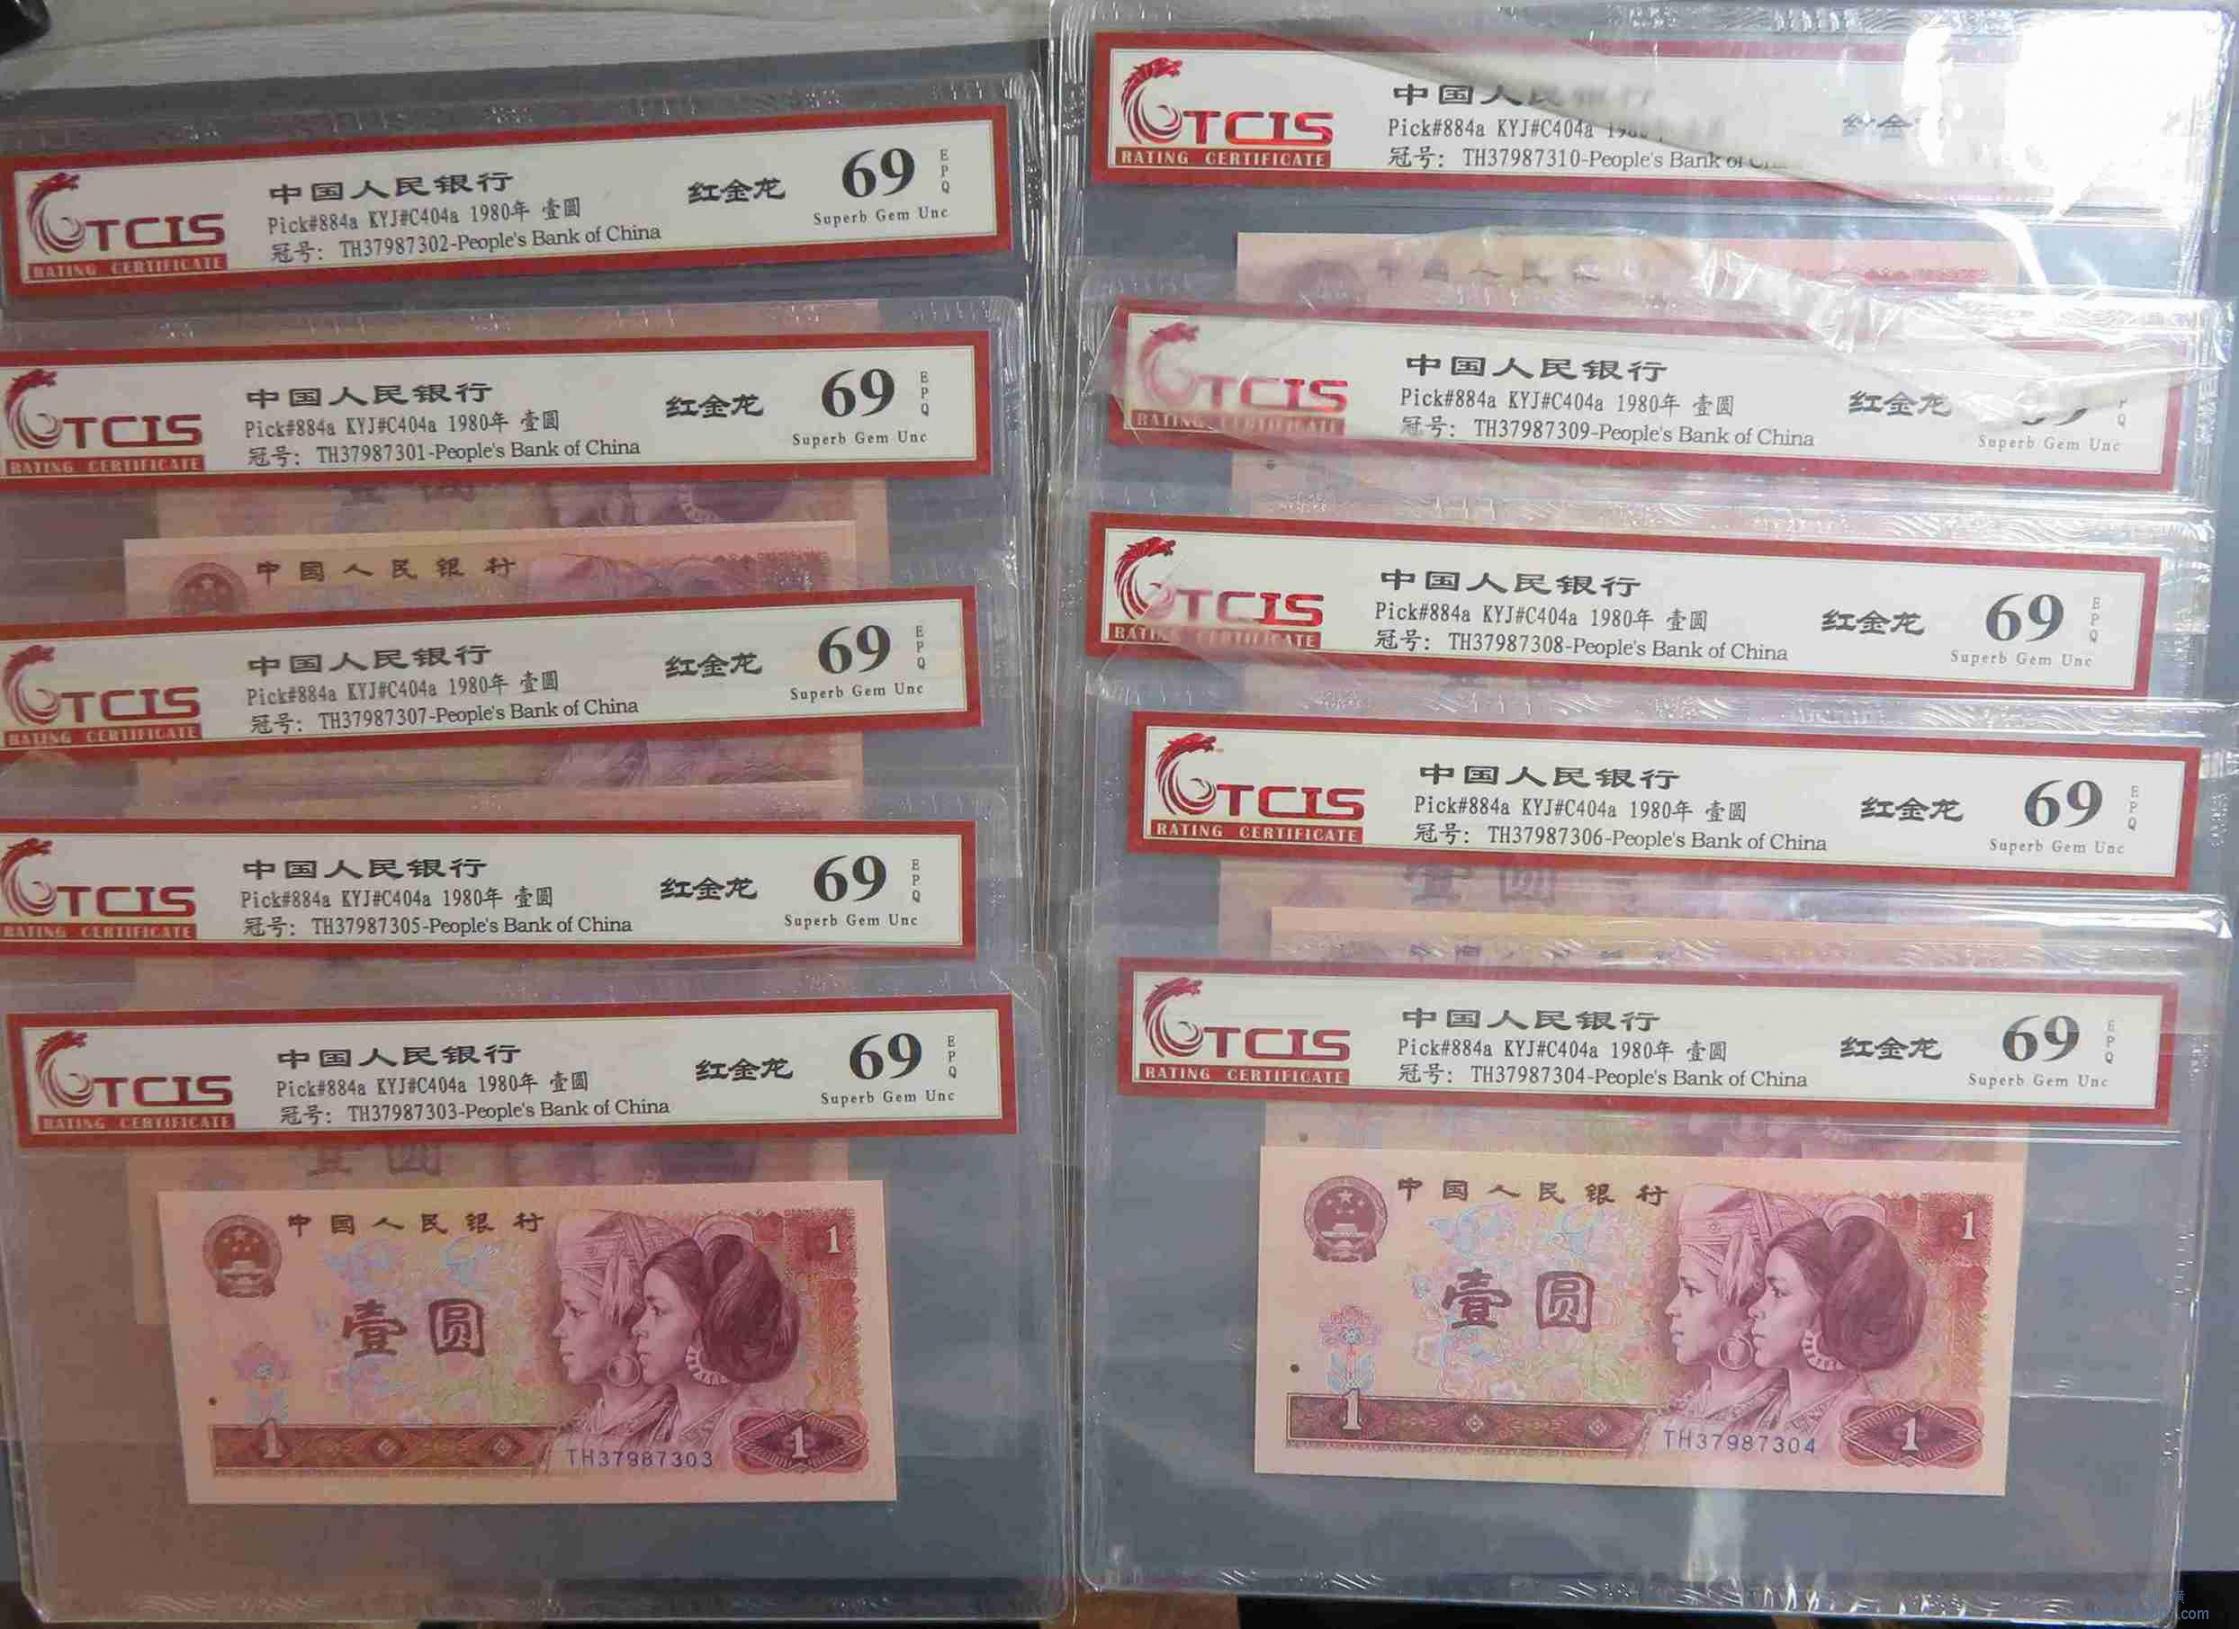 TCIS
RATING CERTIFICATE
中国人民银行
Pick#884a KYJ#C404a 1980年 壹圆
冠号: TH37987302-People's Bank of China
红金龙
69
EPQ
Superb Gem Unc
TCIS
RATING CERTIFICATE
中国人民银行
Pick#884a KYJ#C404a 1980年 壹圆
冠号: TH37987301-People's Bank of China
红金龙
69
EPQ
Superb Gem Unc
中国人民银行
TCIS
RATING CERTIFICATE
中国人民银行
Pick#884a KYJ#C404a 1980年 壹圆
冠号: TH37987307-People's Bank of China
红金龙
69
EPQ
Superb Gem Unc
TCIS
RATING CERTIFICATE
中国人民银行
Pick#884a KYJ#C404a 1980年 壹圆
冠号: TH37987305-People's Bank of China
红金龙
69
EPQ
Superb Gem Unc
TCIS
RATING CERTIFICATE
中国人民银行
Pick#884a KYJ#C404a 1980年 壹圆
冠号: TH37987303-People's Bank of China
红金龙
69
EPQ
Superb Gem Unc
壹圆
中国人民银行
1
壹圆
1
TH37987303
1
TCIS
RATING CERTIFICATE
中国人民银行
Pick#884a KYJ#C404a
冠号: TH37987310-People's Bank of
红金
TCIS
RATING CERTIFICATE
中国人民银行
Pick#884a KYJ#C404a 1980年 壹圆
冠号: TH37987309-People's Bank of China
红金龙
Superb Gem Unc
TCIS
RATING CERTIFICATE
中国人民银行
Pick#884a KYJ#C404a 1980年 壹圆
冠号: TH37987308-People's Bank of China
红金龙
69
EPQ
Superb Gem Unc
TCIS
RATING CERTIFICATE
中国人民银行
Pick#884a KYJ#C404a 1980年 壹圆
冠号: TH37987306-People's Bank of China
红金龙
69
EPQ
Superb Gem Unc
TCIS
RATING CERTIFICATE
中国人民银行
Pick#884a KYJ#C404a 1980年 壹圆
冠号: TH37987304-People's Bank of China
红金龙
69
EPQ
Superb Gem Unc
中国人民银行
1
壹圆
1
TH37987304
1